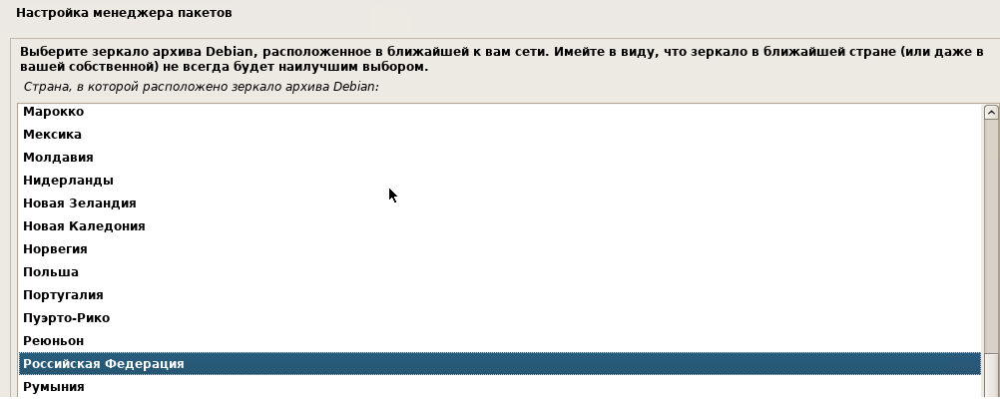 Настройка менеджера пакетов
Выберите зеркало архива Debian, расположенное в ближайшей к вам сети. Имейте в виду, что зеркало в ближайшей стране (или даже в
вашей собственной) не всегда будет наилучшим выбором.
Страна, в которой расположено зеркало архива Debian:
Марокко
Мексика
Молдавия
Нидерланды
Новая Зеландия
Новая Каледония
Норвегия
Польша
Португалия
Пуэрто-Рико
Реюньон
Российская Федерация
Румыния